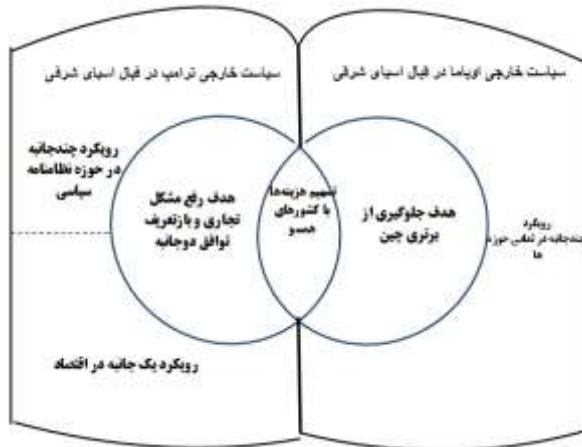 سیاست خارجی اوباما در قبال آسیای شرقی
سیاست خارجی ترامپ در قبال آسیای شرقی
رویکرد
چندجانبه در تمامی حوزه
ها
هدف جلوگیری از
برتری چین
تسهیم هزینه‌ها
با کشورهای
همسو
هدف رفع مشکل
تجاری و بازتعریف
توافق دوجانبه
رویکرد چندجانبه
در حوزه نظامنامه
سیاسی
رویکرد یک جانبه در اقتصاد